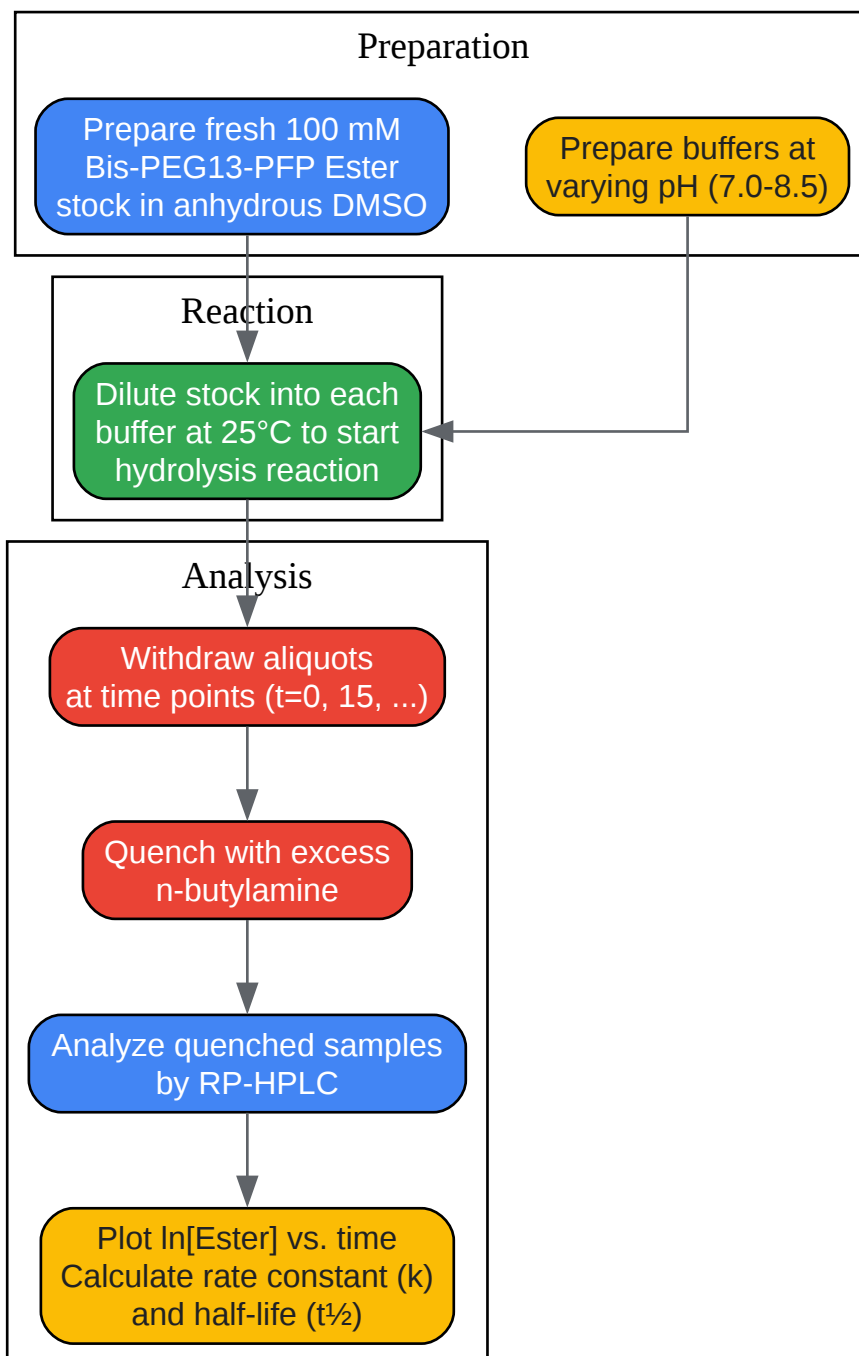 Preparation
Prepare fresh 100 mM
Bis-PEG13-PFP Ester
stock in anhydrous DMSO
Prepare buffers at
varying pH (7.0-8.5)
Reaction
Dilute stock into each
buffer at 25°C to start
hydrolysis reaction
Analysis
Withdraw aliquots
at time points (t=0, 15, ...)
Quench with excess
n-butylamine
Analyze quenched samples
by RP-HPLC
Plot ln[Ester] vs. time
Calculate rate constant (k)
and half-life (t½)